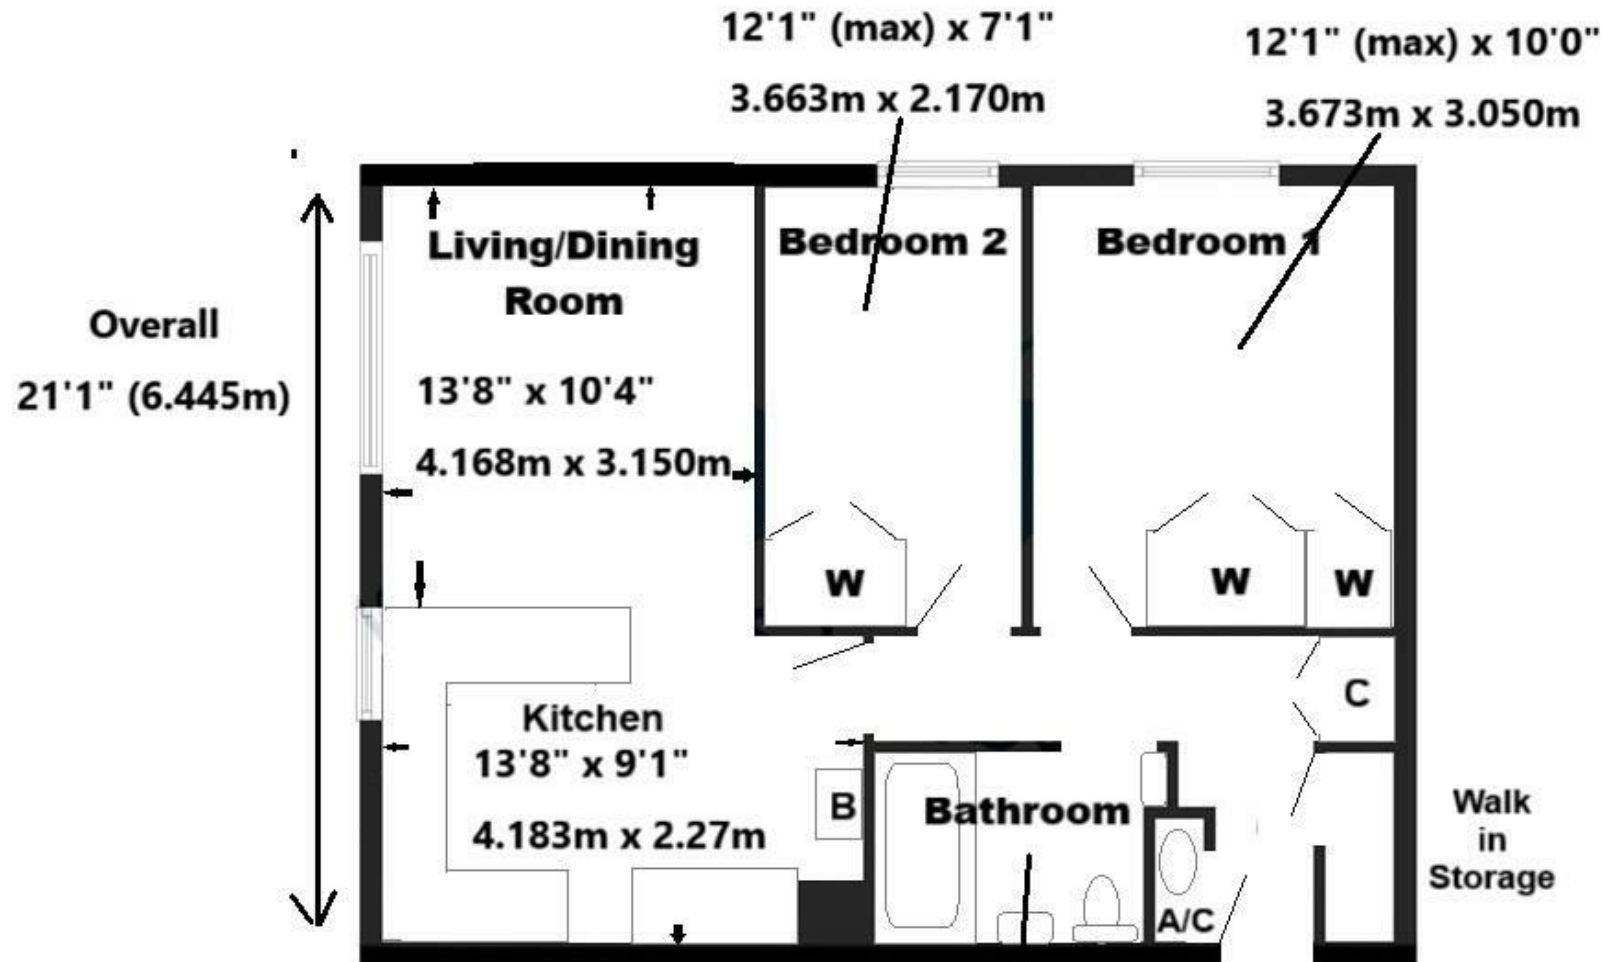 12'1" (max) x 7'1"
3.663m x 2.170m
12'1" (max) x 10'0"
3.673m x 3.050m
Living/Dining
Room
Bedroom 2
Bedroom 1
Overall
21'1" (6.445m)
13'8" x 10'4"
4.168m x 3.150m
W
W
W
C
Kitchen
13'8" x 9'1"
4.183m x 2.27m
B
Bathroom
A/C
Walk
in
Storage